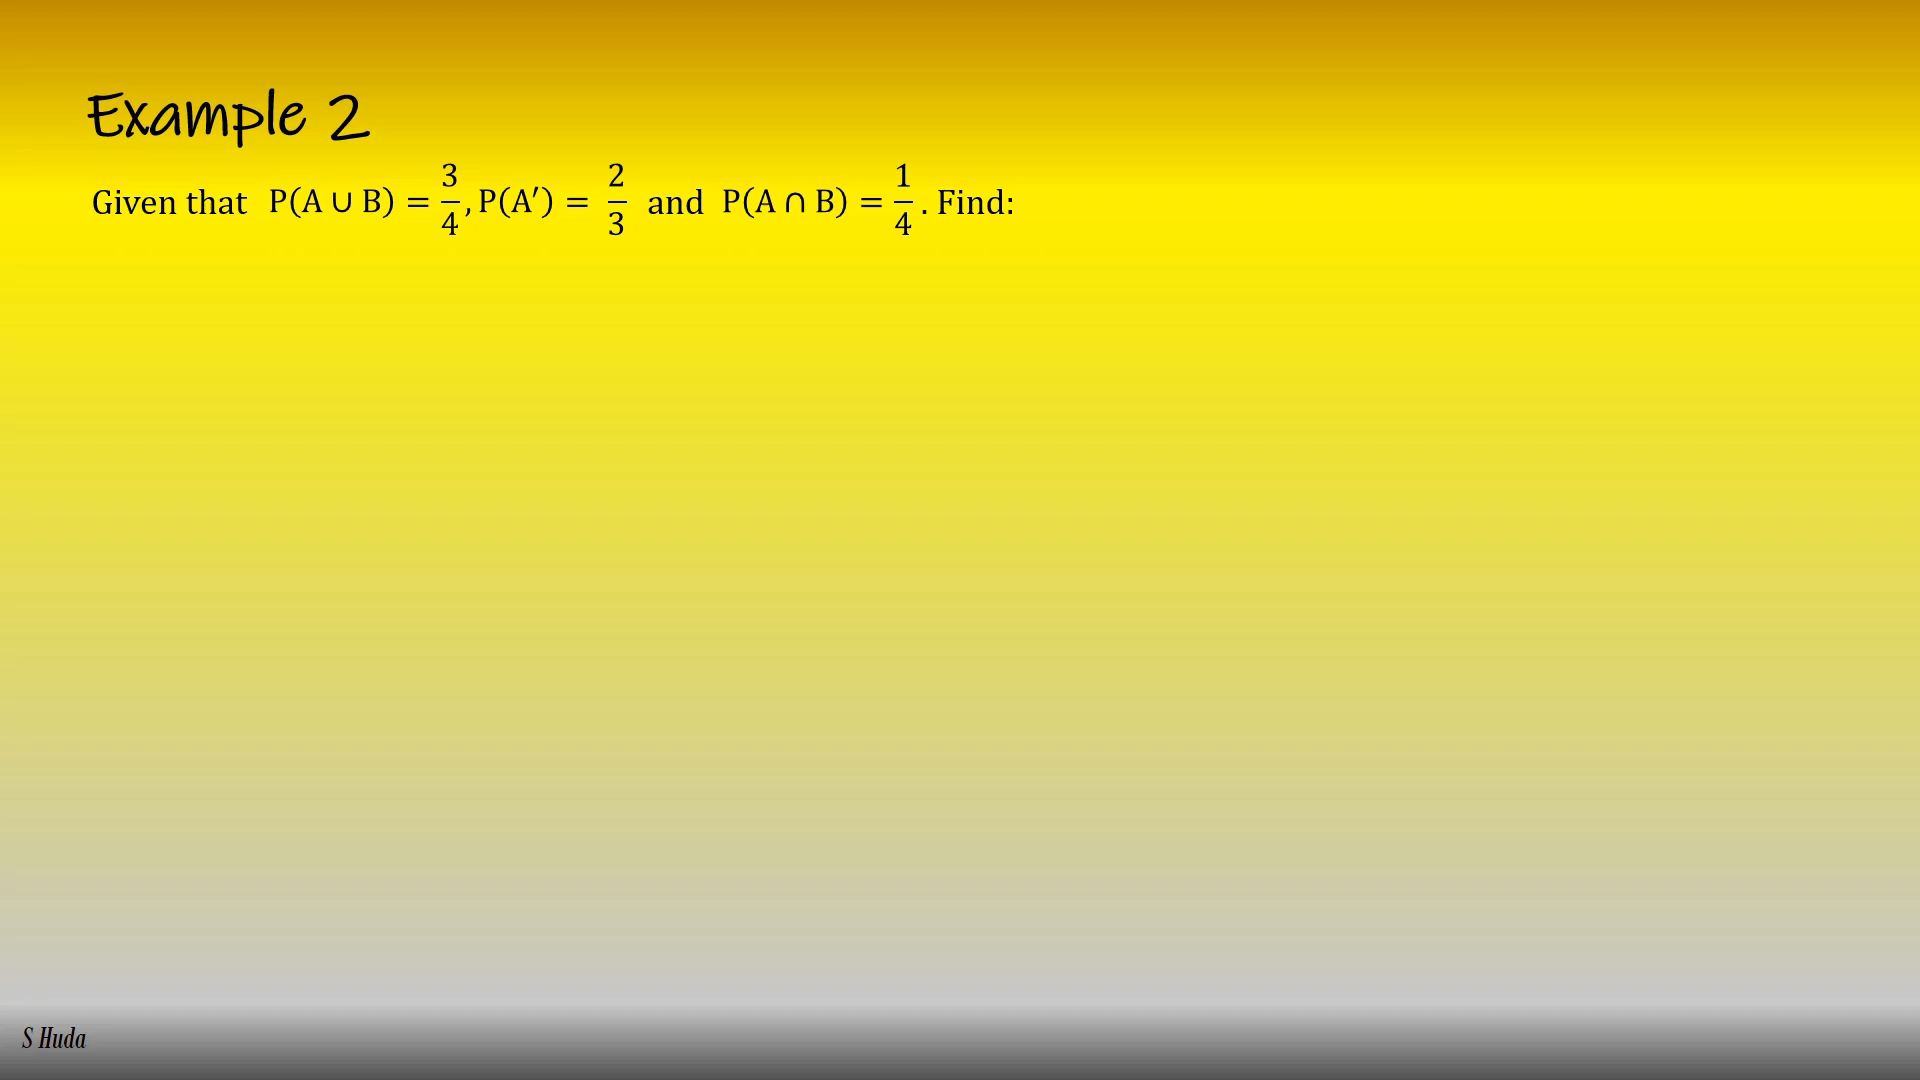 Example 2
Given that P(A ∪ B) = 3/4, P(A′) = 2/3 and P(A ∩ B) = 1/4. Find:
S Huda